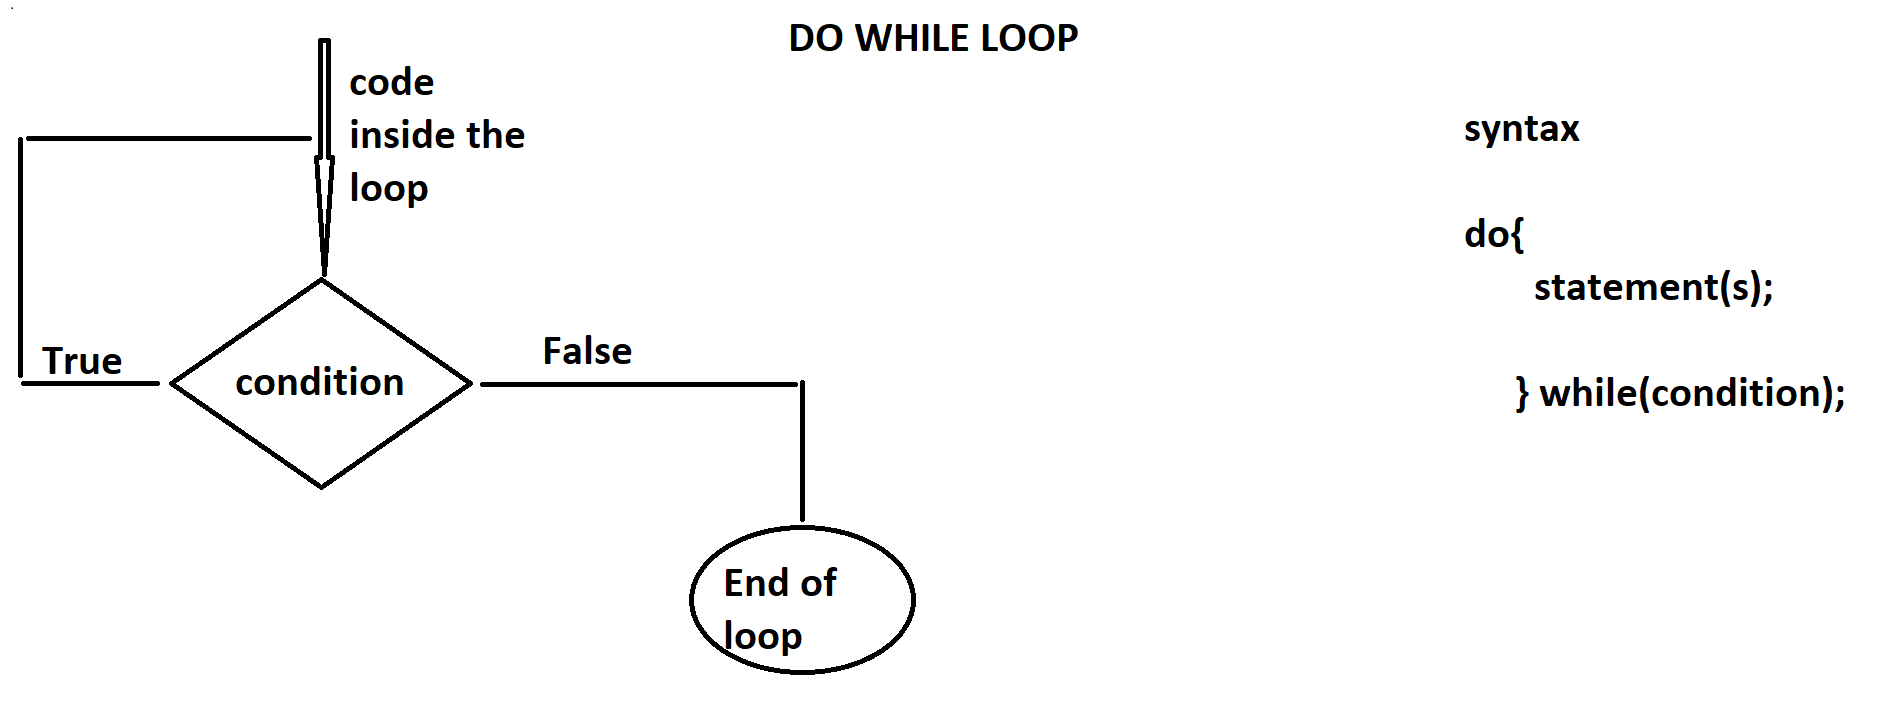 DO WHILE LOOP
code
inside the
loop
True
condition
False
End of
loop
syntax
do{
statement(s);
} while(condition);